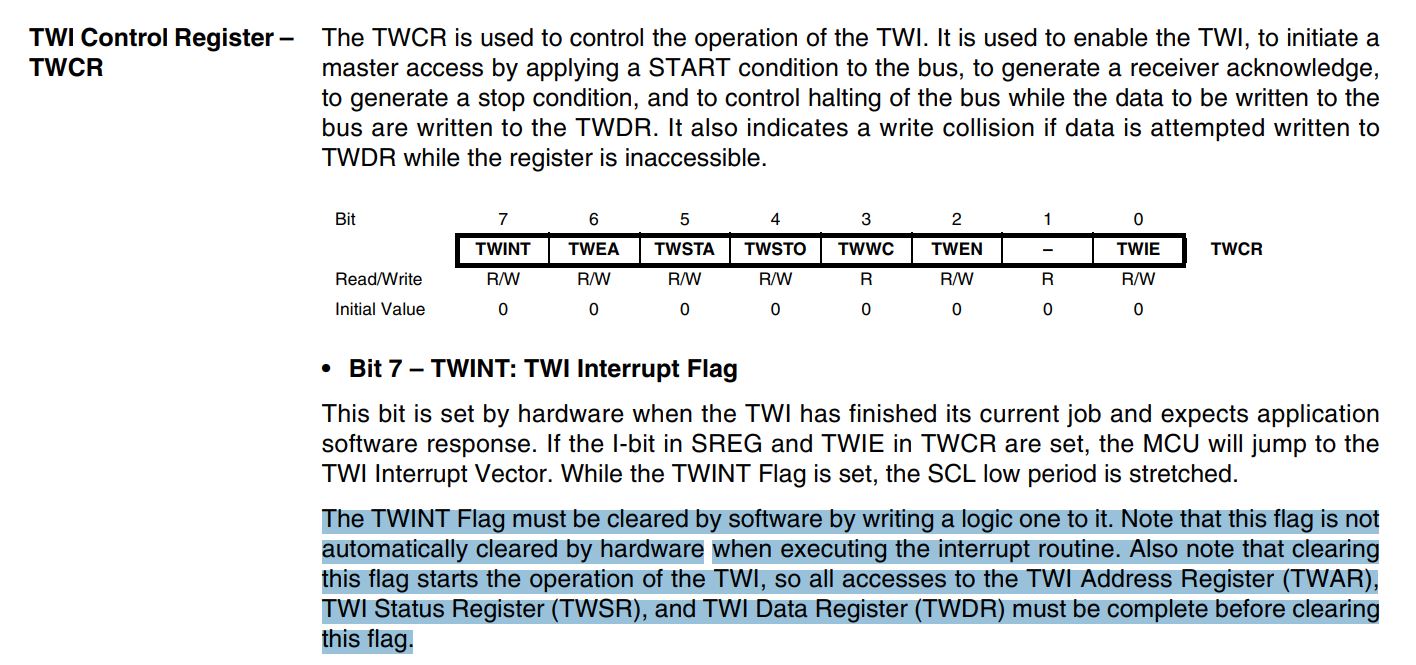 TWI Control Register –
TWCR
The TWCR is used to control the operation of the TWI. It is used to enable the TWI, to initiate a
master access by applying a START condition to the bus, to generate a receiver acknowledge,
to generate a stop condition, and to control halting of the bus while the data to be written to the
bus are written to the TWDR. It also indicates a write collision if data is attempted written to
TWDR while the register is inaccessible.
Bit 7 6 5 4 3 2 1 0
TWINT TWEA TWSTA TWSTO TWWC TWEN – TWIE TWCR
Read/Write R/W R/W R/W R/W R R/W R R/W
Initial Value 0 0 0 0 0 0 0 0
• Bit 7 – TWINT: TWI Interrupt Flag
This bit is set by hardware when the TWI has finished its current job and expects application
software response. If the I-bit in SREG and TWIE in TWCR are set, the MCU will jump to the
TWI Interrupt Vector. While the TWINT Flag is set, the SCL low period is stretched.
The TWINT Flag must be cleared by software by writing a logic one to it. Note that this flag is not
automatically cleared by hardware when executing the interrupt routine. Also note that clearing
this flag starts the operation of the TWI, so all accesses to the TWI Address Register (TWAR),
TWI Status Register (TWSR), and TWI Data Register (TWDR) must be complete before clearing
this flag.